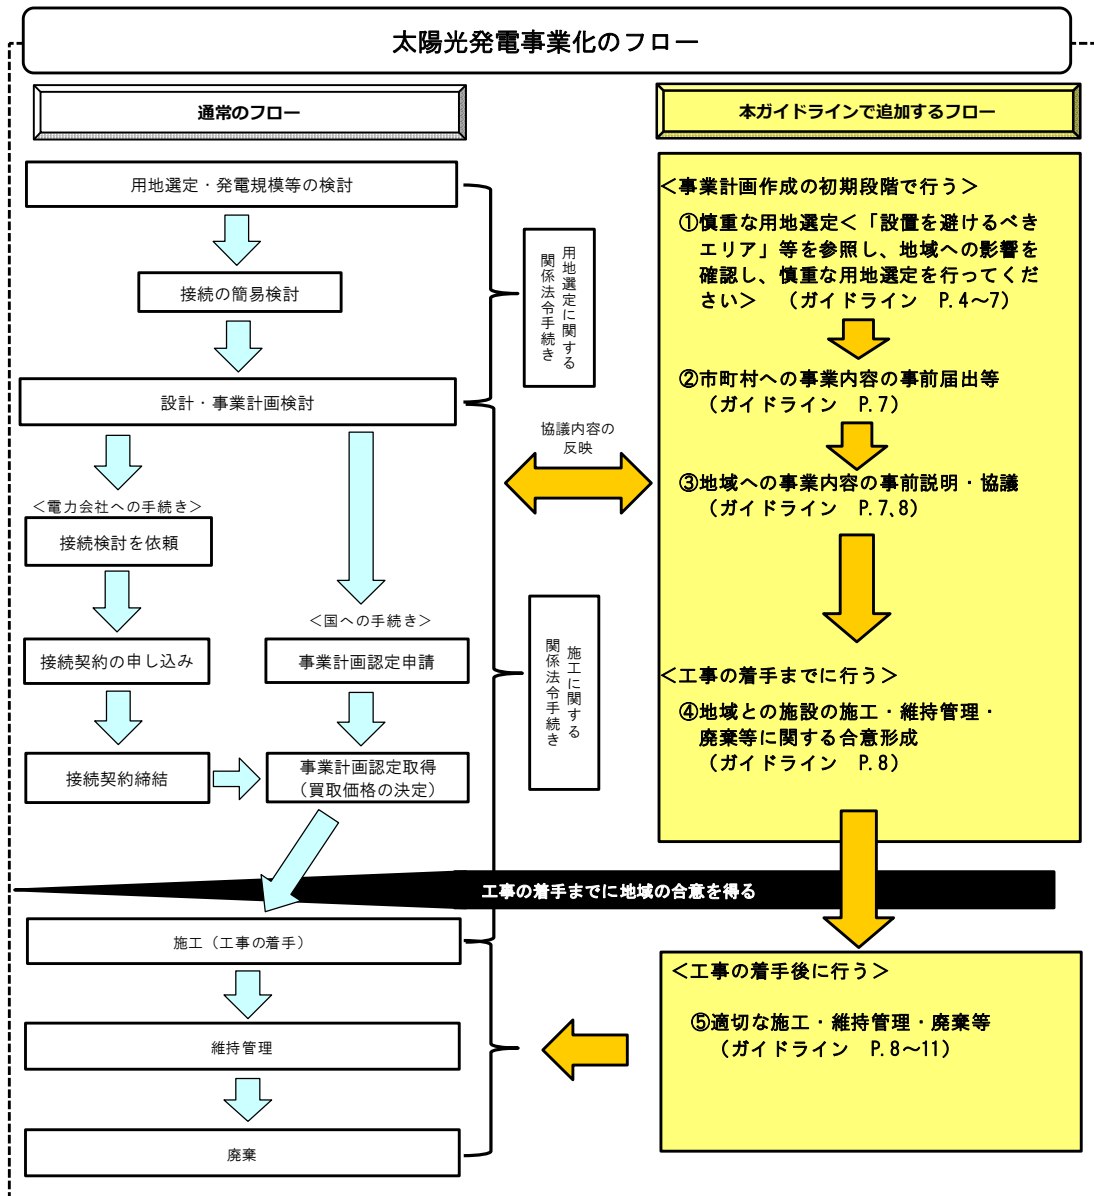 太陽光発電事業化のフロー
通常のフロー
用地選定・発電規模等の検討
接続の簡易検討
設計・事業計画検討
＜電力会社への手続き＞
接続検討を依頼
接続契約の申し込み
接続契約締結
＜国への手続き＞
事業計画認定申請
事業計画認定取得
（買取価格の決定）
用地選定に関する
関係法令手続き
協議内容の
反映
施工に関する
関係法令手続き
本ガイドラインで追加するフロー
＜事業計画作成の初期段階で行う＞
①慎重な用地選定＜「設置を避けるべき
エリア」等を参照し、地域への影響を
確認し、慎重な用地選定を行ってくだ
さい＞　（ガイドライン　P.4～7）
②市町村への事業内容の事前届出等
（ガイドライン　P.7）
③地域への事業内容の事前説明・協議
（ガイドライン　P.7､8）
＜工事の着手までに行う＞
④地域との施設の施工・維持管理・
廃棄等に関する合意形成
（ガイドライン　P.8）
工事の着手までに地域の合意を得る
施工（工事の着手）
維持管理
廃棄
＜工事の着手後に行う＞
⑤適切な施工・維持管理・廃棄等
（ガイドライン　P.8～11）